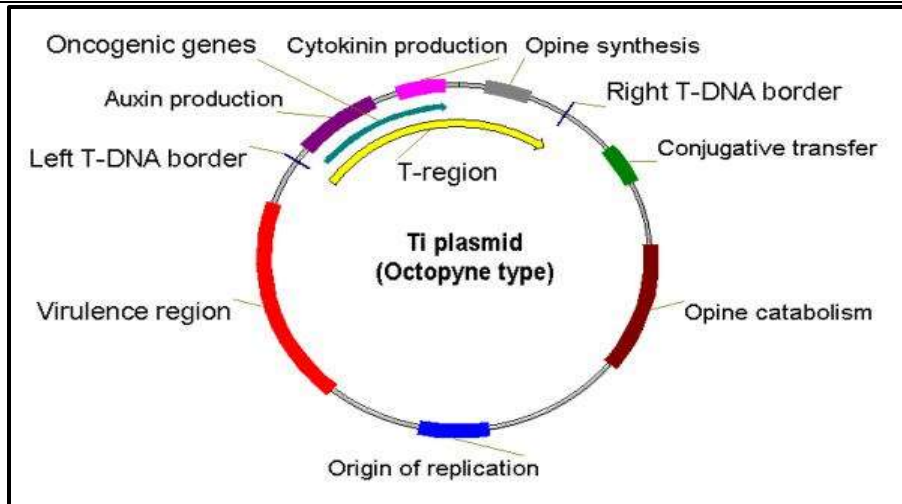 Oncogenic genes
Cytokinin production
Opine synthesis
Auxin production
Right T-DNA border
Left T-DNA border
Conjugative transfer
T-region
Ti plasmid
(Octopyne type)
Virulence region
Opine catabolism
Origin of replication